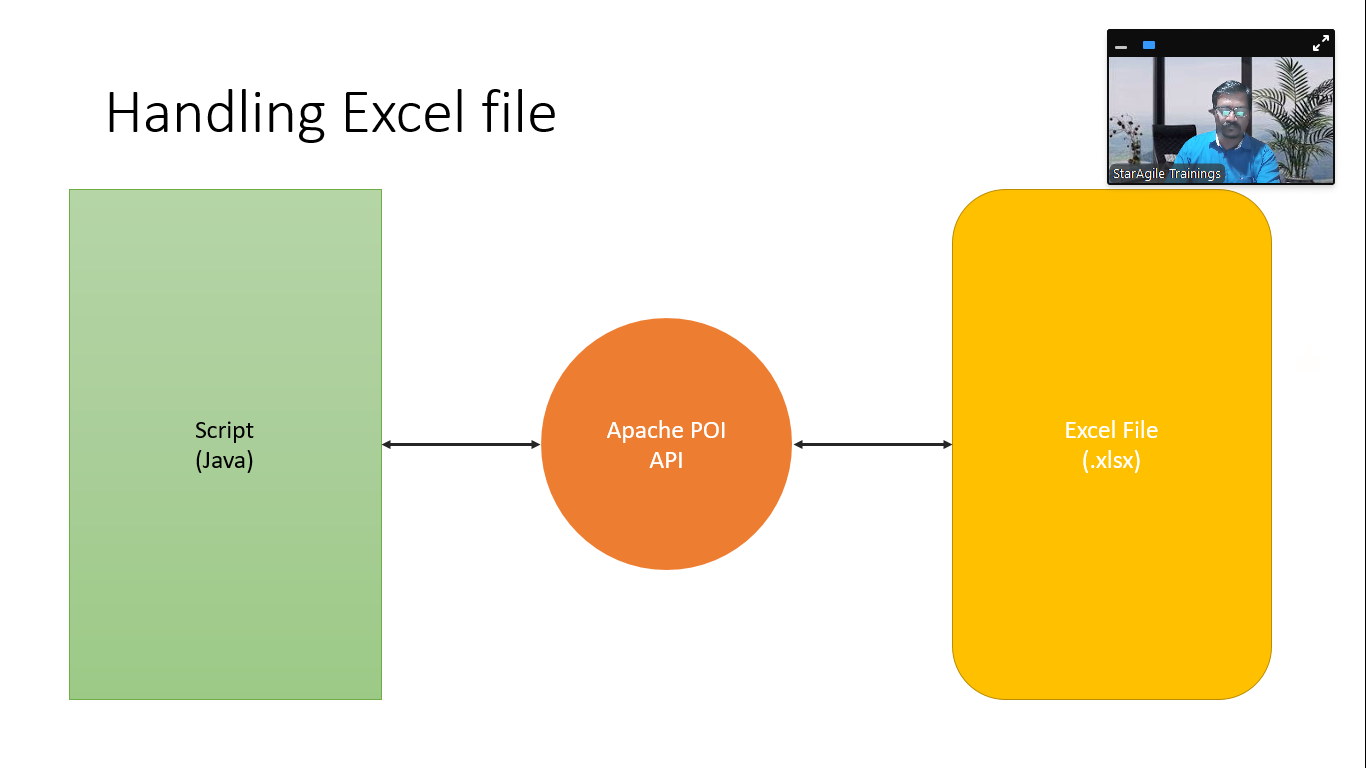 Handling Excel file
StarAgile Trainings
Script
(Java)
Apache POI
API
Excel File
(.xlsx)